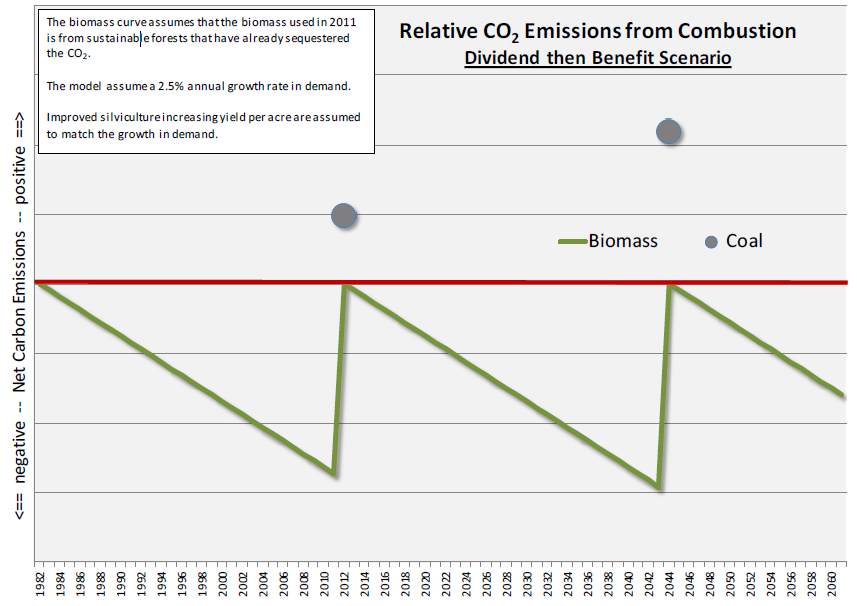 The biomass curve assumes that the biomass used in 2011
is from sustainable forests that have already sequestered
the CO₂.
The model assume a 2.5% annual growth rate in demand.
Improved silviculture increasing yield per acre are assumed
to match the growth in demand.
Relative CO₂ Emissions from Combustion
Dividend then Benefit Scenario
<== negative -- Net Carbon Emissions -- positive ==>
Biomass
Coal
1982 1984 1986 1988 1990 1992 1994 1996 1998 2000 2002 2004 2006 2008 2010 2012 2014 2016 2018 2020 2022 2024 2026 2028 2030 2032 2034 2036 2038 2040 2042 2044 2046 2048 2050 2052 2054 2056 2058 2060